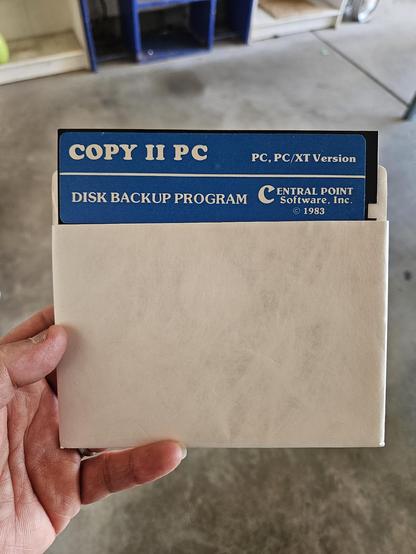 COPY II PC
PC, PC/XT Version
DISK BACKUP PROGRAM
CENTRAL POINT
Software, Inc.
© 1983